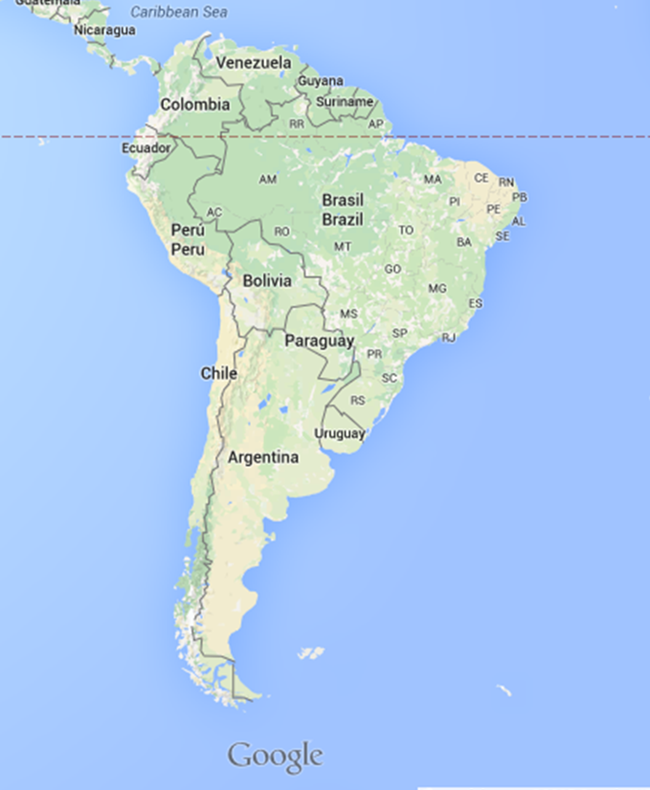 Guatemala
Caribbean Sea
Nicaragua
Venezuela
Guyana
Suriname
Colombia
RR
AP
Ecuador
AM
MA
CE
RN
PB
Brasil
Brazil
PI
PE
AL
AC
TO
SE
Perú
Peru
RO
MT
BA
GO
Bolivia
MG
ES
MS
SP
RJ
Paraguay
PR
Chile
SC
RS
Uruguay
Argentina
Google